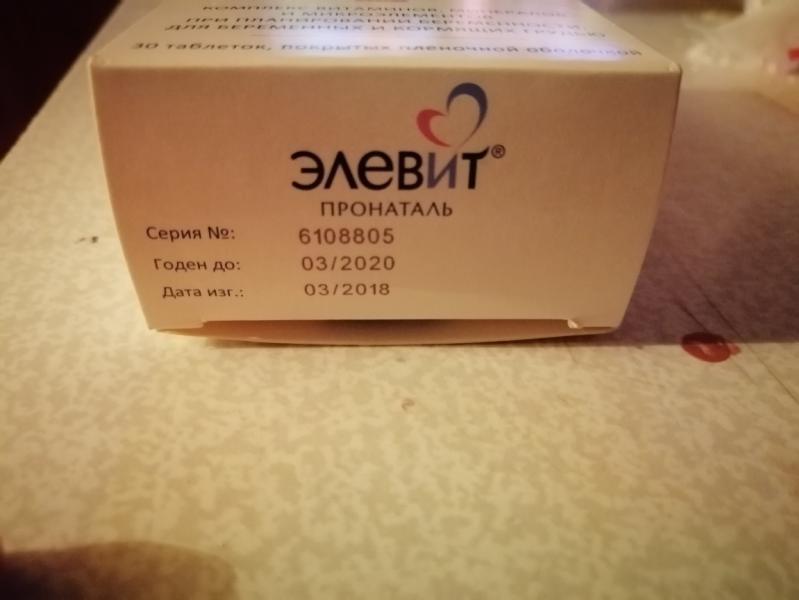 КОМПЛЕКС ВИТАМИНОВ, МИНЕРАЛОВ
И МИКРОЭЛЕМЕНТОВ
ПРИ ПЛАНИРОВАНИИ БЕРЕМЕННОСТИ,
ДЛЯ БЕРЕМЕННЫХ И КОРМЯЩИХ ГРУДЬЮ
30 таблеток, покрытых пленочной оболочкой
ЭЛЕВИТ®
ПРОНАТАЛЬ
Серия №: 6108805
Годен до: 03/2020
Дата изг.: 03/2018